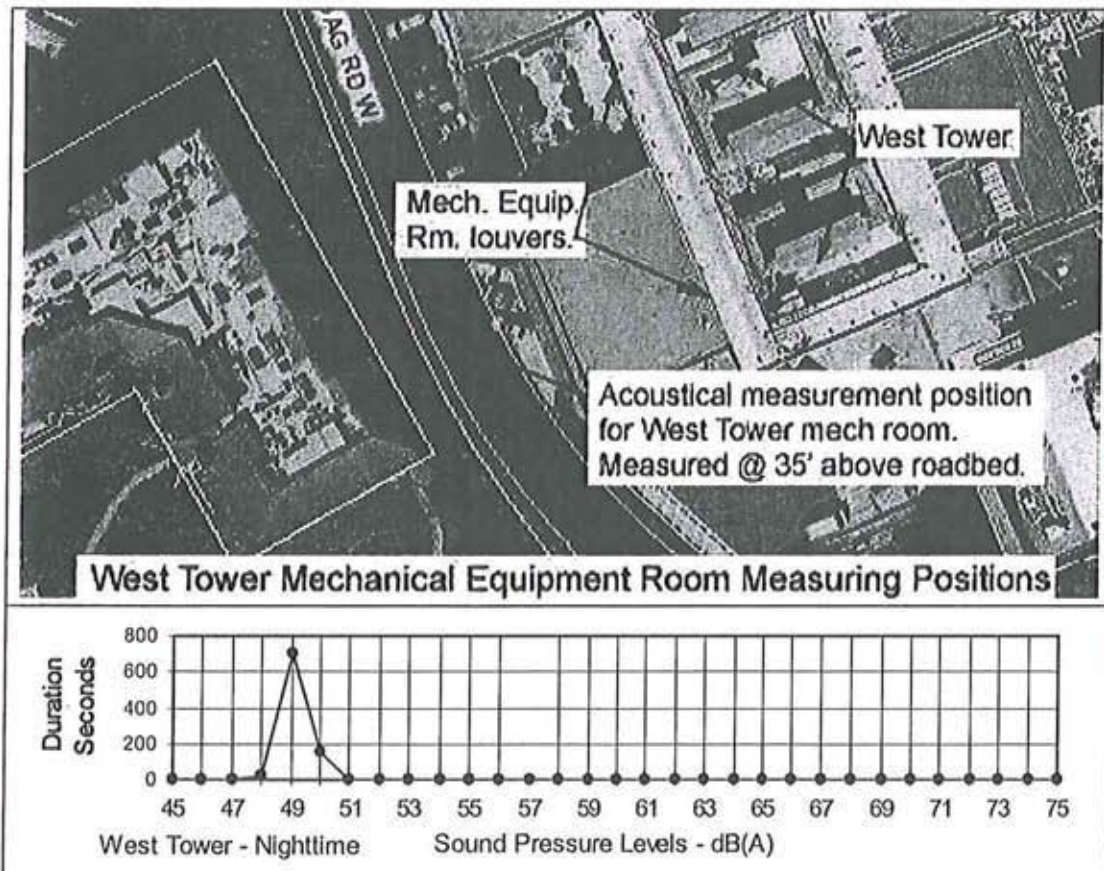 AG RD W
West Tower
Mech. Equip.
Rm. louvers.
Acoustical measurement position
for West Tower mech room.
Measured @ 35' above roadbed.
West Tower Mechanical Equipment Room Measuring Positions
Duration
Seconds
800
600
400
200
0
45 47 49 51 53 55 57 59 61 63 65 67 69 71 73 75
West Tower - Nighttime Sound Pressure Levels - dB(A)